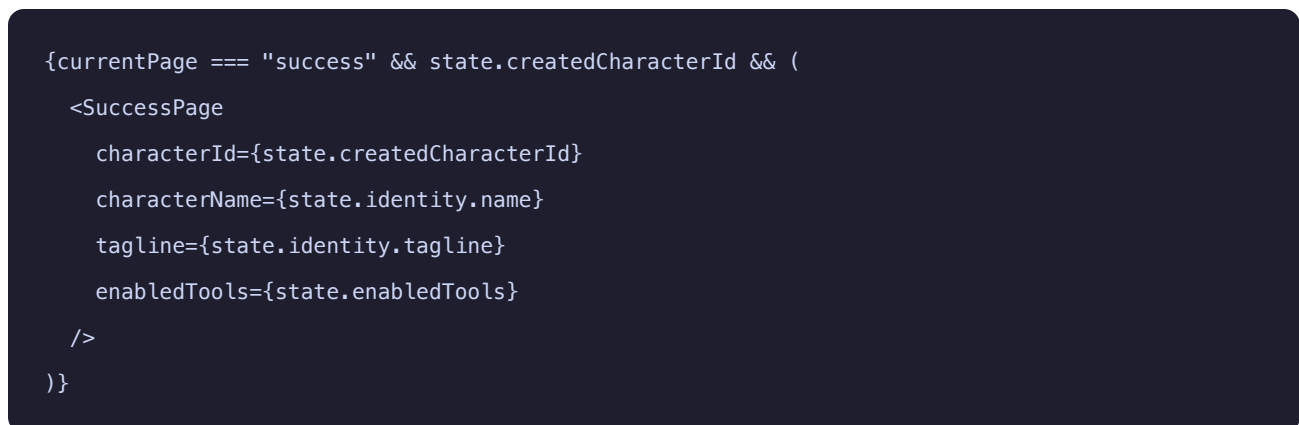 {currentPage === "success" && state.createdCharacterId && (
  <SuccessPage
    characterId={state.createdCharacterId}
    characterName={state.identity.name}
    tagline={state.identity.tagline}
    enabledTools={state.enabledTools}
  />
)}